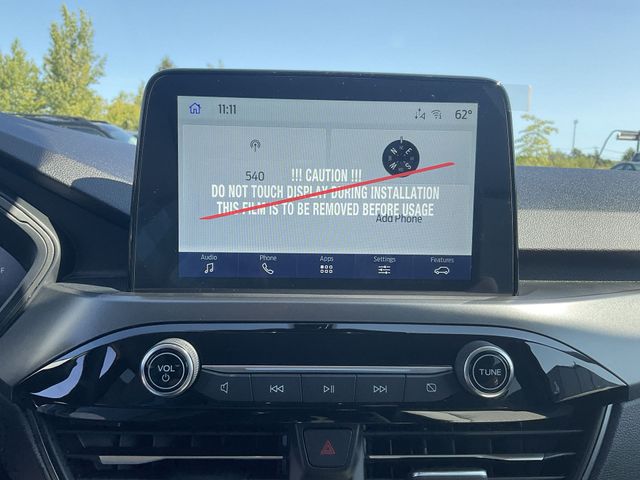 11:11 62°
540
N E S W
!!! CAUTION !!!
DO NOT TOUCH DISPLAY DURING INSTALLATION
THIS FILM IS TO BE REMOVED BEFORE USAGE
Add Phone
Audio Phone Apps Settings Features
VOL TUNE